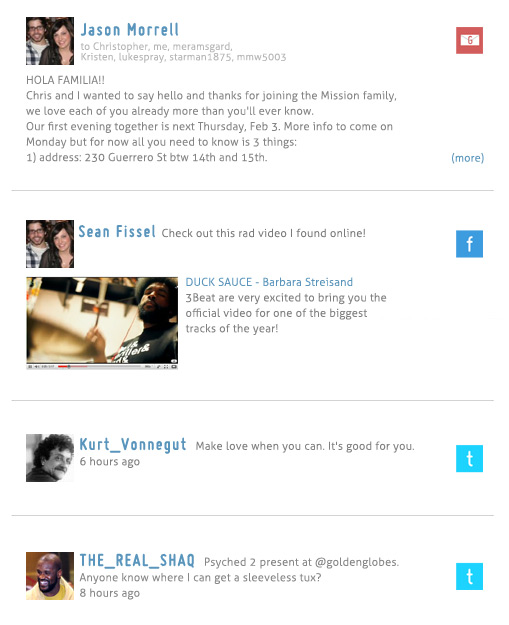 Jason Morrell
to Christopher, me, meramsgard,
Kristen, lukespray, starman1875, mmw5003
G
HOLA FAMILIA!!
Chris and I wanted to say hello and thanks for joining the Mission family,
we love each of you already more than you'll ever know.
Our first evening together is next Thursday, Feb 3. More info to come on
Monday but for now all you need to know is 3 things:
1) address: 230 Guerrero St btw 14th and 15th.
(more)
Sean Fissel Check out this rad video I found online!
f
DUCK SAUCE - Barbara Streisand
3Beat are very excited to bring you the
official video for one of the biggest
tracks of the year!
Kurt_Vonnegut Make love when you can. It's good for you.
6 hours ago
t
THE_REAL_SHAQ Psyched 2 present at @goldenglobes.
Anyone know where I can get a sleeveless tux?
8 hours ago
t